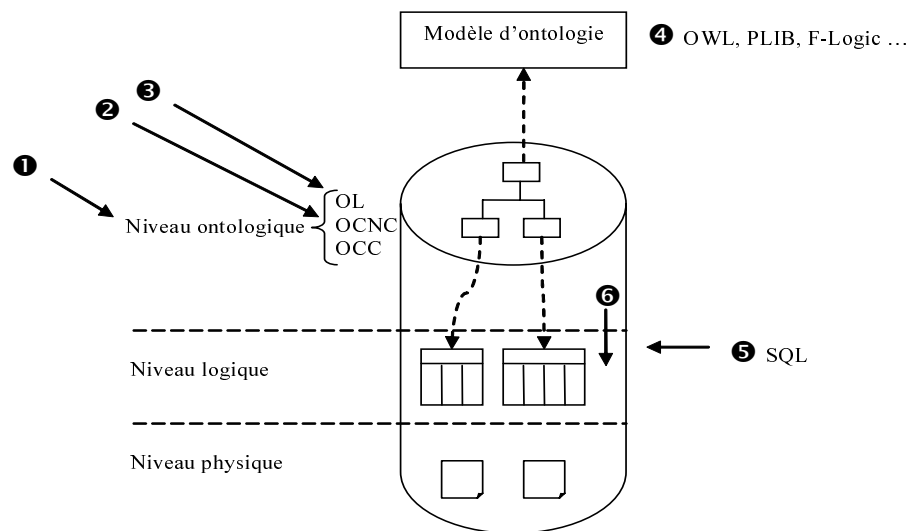 Modèle d'ontologie
❹ OWL, PLIB, F-Logic …
❸
❷
❶
OL
Niveau ontologique
OCNC
OCC
❻
❺ SQL
Niveau logique
Niveau physique